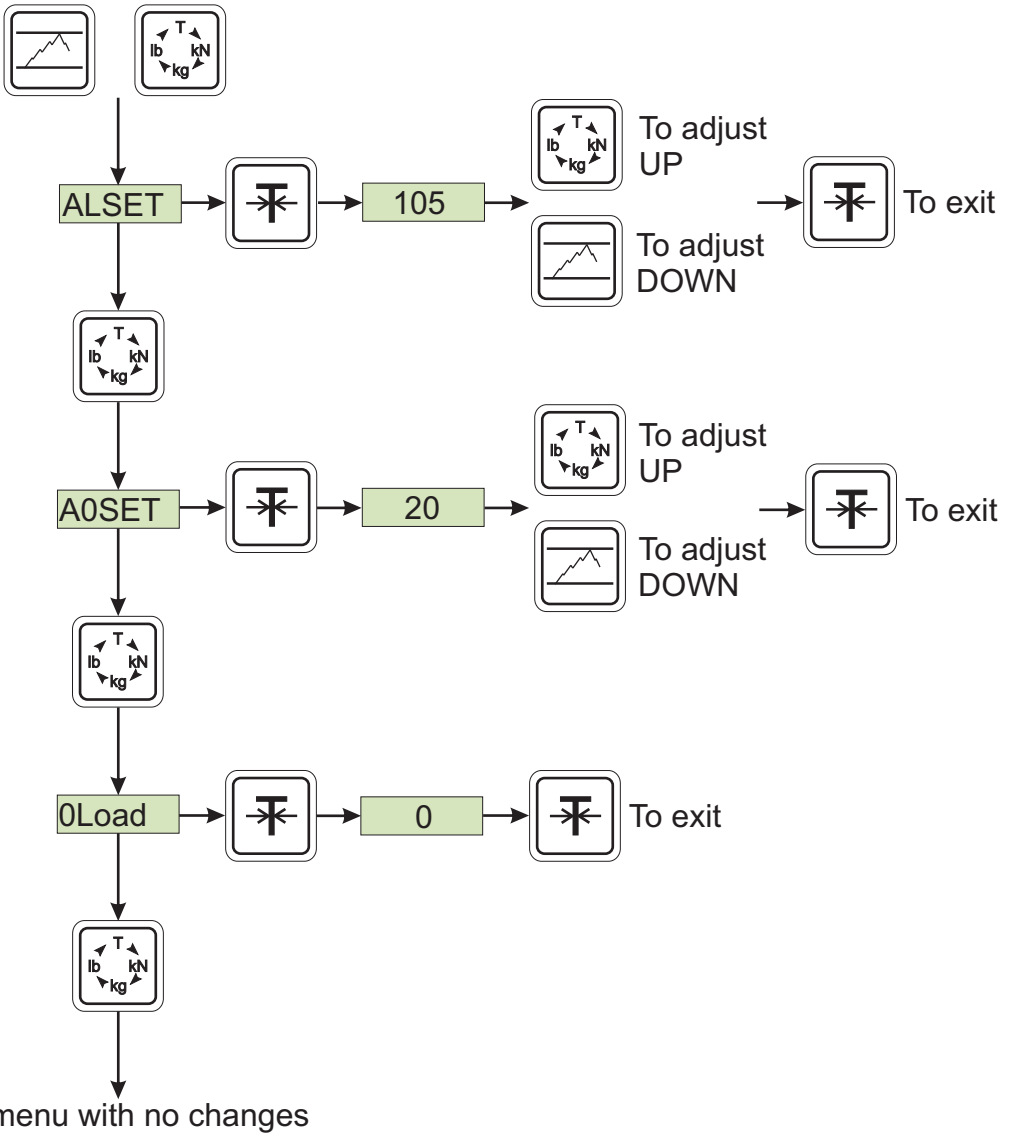 T
lb kN
kg
T
lb kN
kg
To adjust
UP
ALSET
105
To exit
To adjust
DOWN
T
lb kN
kg
T
lb kN
kg
To adjust
UP
A0SET
20
To exit
To adjust
DOWN
T
lb kN
kg
0Load
0
To exit
T
lb kN
kg
menu with no changes